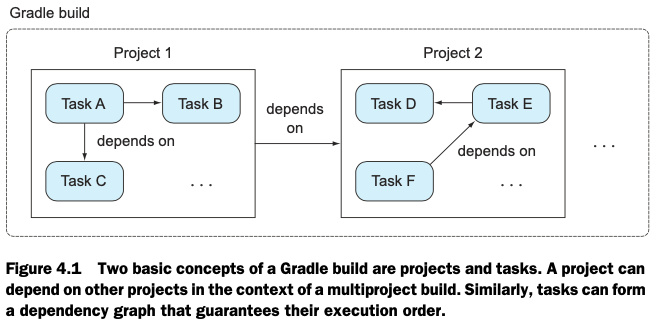 Gradle build
Project 1
Project 2
Task A
Task B
depends on
Task C
. . .
depends
on
Task D
Task E
depends on
Task F
. . .
. . .
Figure 4.1 Two basic concepts of a Gradle build are projects and tasks. A project can
depend on other projects in the context of a multiproject build. Similarly, tasks can form
a dependency graph that guarantees their execution order.